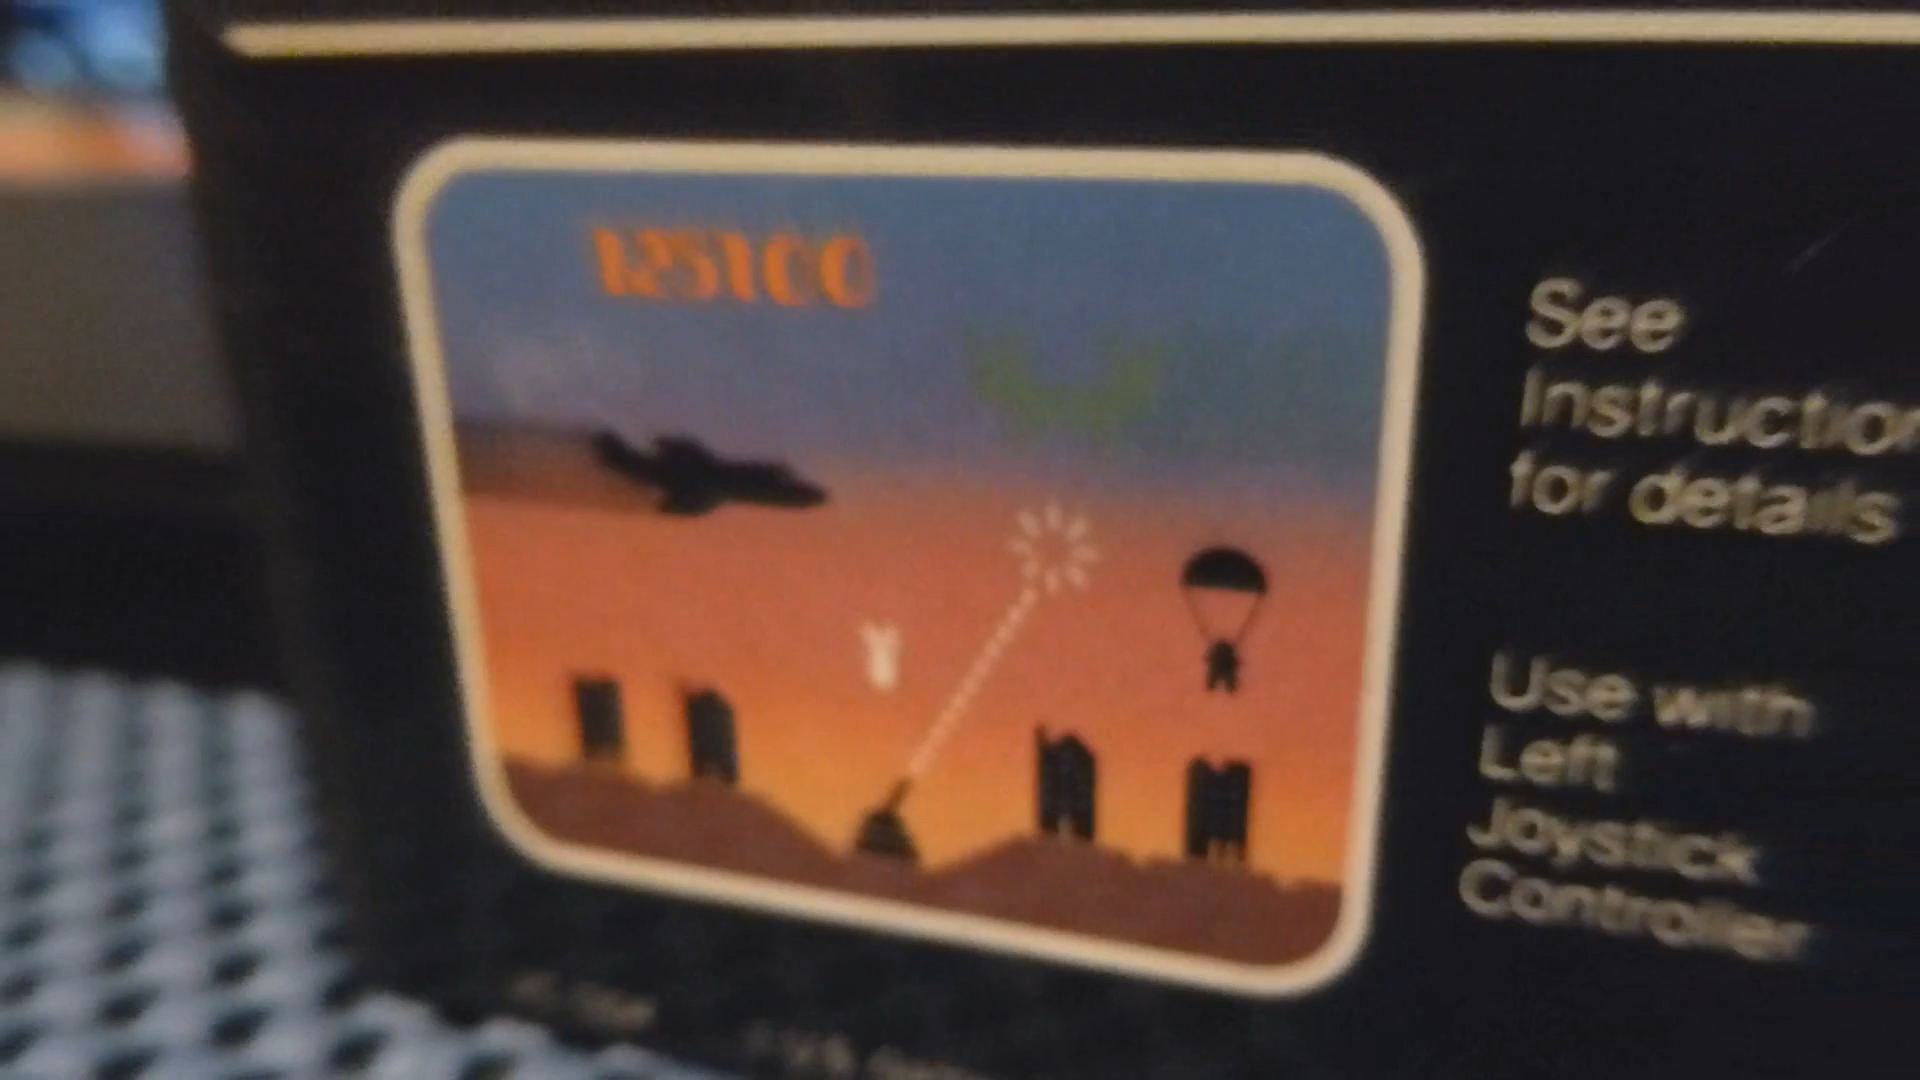 125100
See
Instruction
for details
Use with
Left
Joystick
Controller